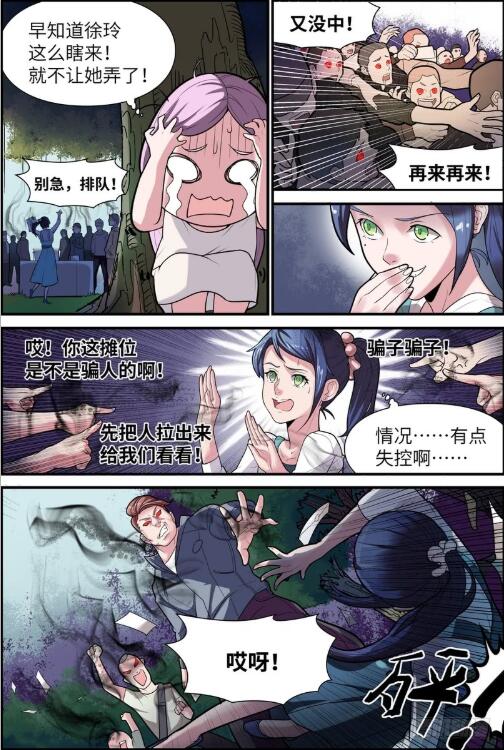 早知道徐玲
这么瞎来！
就不让她弄了！
别急，排队！
又没中！
再来再来！
哎！你这摊位
是不是骗人的啊！
骗子骗子！
先把人拉出来
给我们看看！
情况……有点
失控啊……
哎呀！
砰！